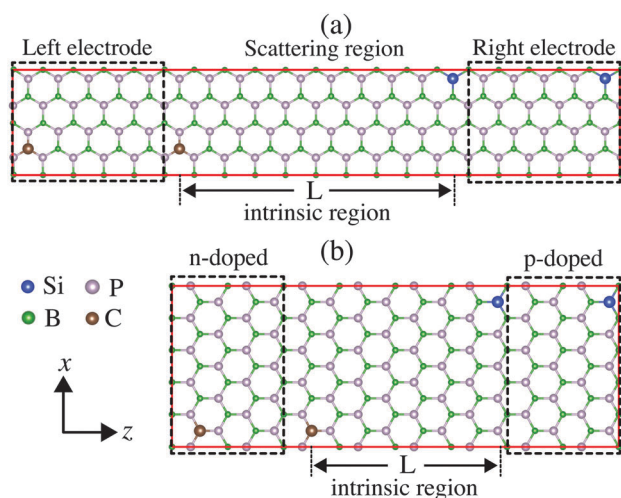 (a)
Left electrode Scattering region Right electrode
L
intrinsic region
(b)
n-doped p-doped
Si P
B C
x
z
L
intrinsic region